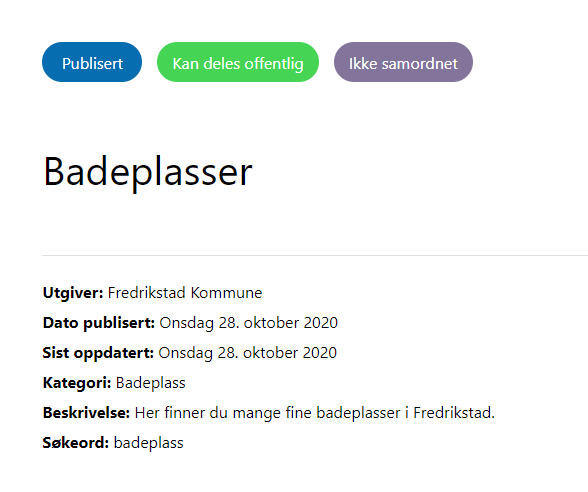 Publisert Kan deles offentlig Ikke samordnet
Badeplasser
Utgiver: Fredrikstad Kommune
Dato publisert: Onsdag 28. oktober 2020
Sist oppdatert: Onsdag 28. oktober 2020
Kategori: Badeplass
Beskrivelse: Her finner du mange fine badeplasser i Fredrikstad.
Søkeord: badeplass